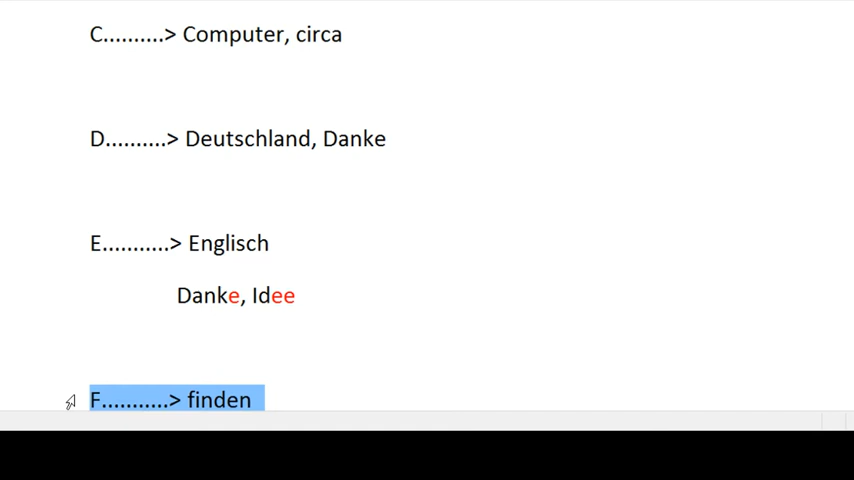 C..........> Computer, circa
D..........> Deutschland, Danke
E...........> Englisch
Danke, Idee
F...........> finden